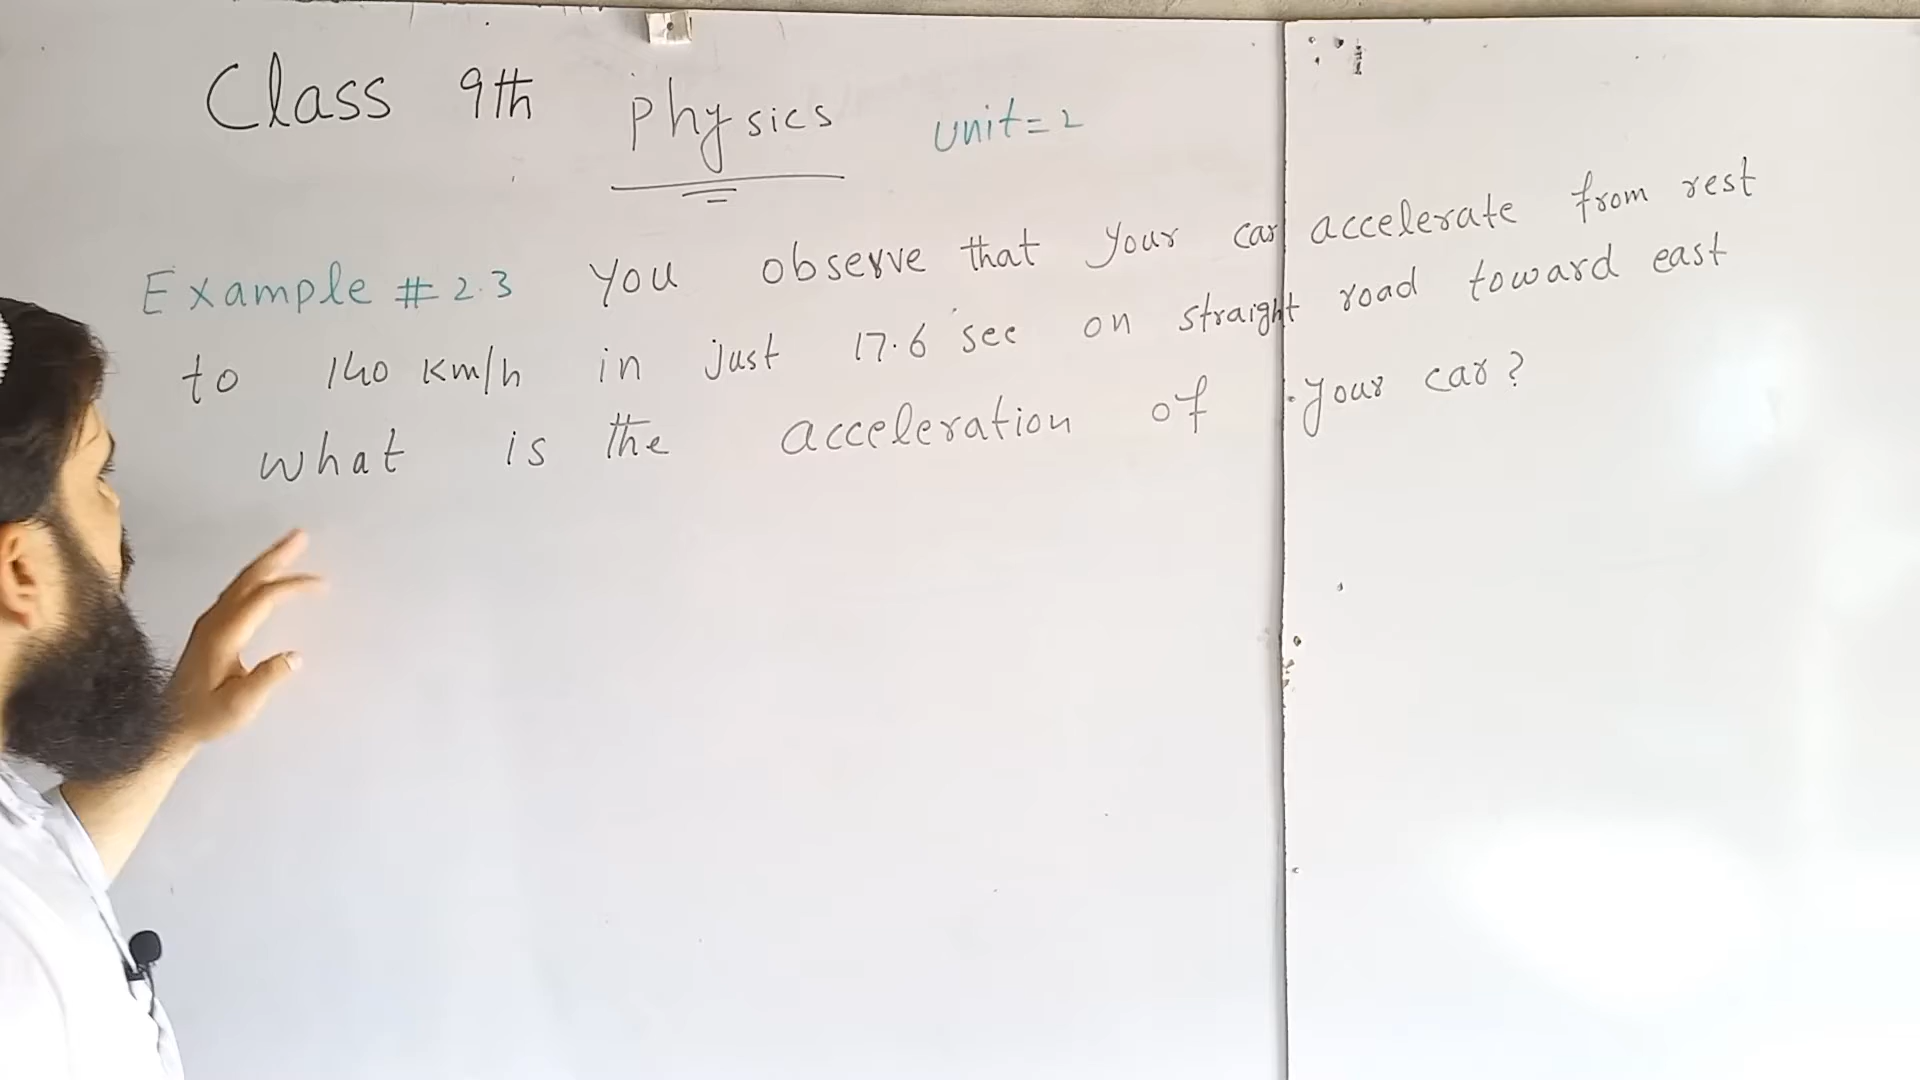 Class 9th Physics unit=2
Example # 2.3 You observe that your car accelerate from rest
to 140 Km/h in just 17.6 sec on straight road toward east
what is the acceleration of your car?